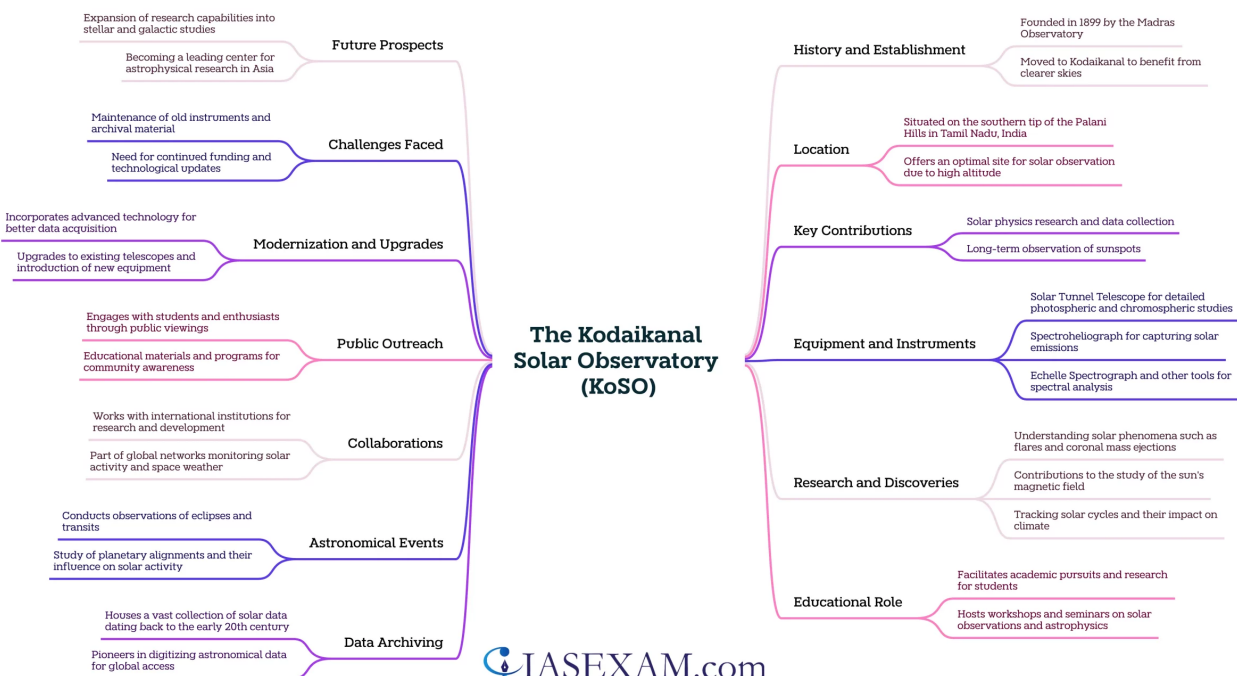 The Kodaikanal
Solar Observatory
(KoSO)
History and Establishment
Founded in 1899 by the Madras
Observatory
Moved to Kodaikanal to benefit from
clearer skies
Location
Situated on the southern tip of the Palani
Hills in Tamil Nadu, India
Offers an optimal site for solar observation
due to high altitude
Key Contributions
Solar physics research and data collection
Long-term observation of sunspots
Equipment and Instruments
Solar Tunnel Telescope for detailed
photospheric and chromospheric studies
Spectroheliograph for capturing solar
emissions
Echelle Spectrograph and other tools for
spectral analysis
Research and Discoveries
Understanding solar phenomena such as
flares and coronal mass ejections
Contributions to the study of the sun's
magnetic field
Tracking solar cycles and their impact on
climate
Educational Role
Facilitates academic pursuits and research
for students
Hosts workshops and seminars on solar
observations and astrophysics
Future Prospects
Expansion of research capabilities into
stellar and galactic studies
Becoming a leading center for
astrophysical research in Asia
Challenges Faced
Maintenance of old instruments and
archival material
Need for continued funding and
technological updates
Modernization and Upgrades
Incorporates advanced technology for
better data acquisition
Upgrades to existing telescopes and
introduction of new equipment
Public Outreach
Engages with students and enthusiasts
through public viewings
Educational materials and programs for
community awareness
Collaborations
Works with international institutions for
research and development
Part of global networks monitoring solar
activity and space weather
Astronomical Events
Conducts observations of eclipses and
transits
Study of planetary alignments and their
influence on solar activity
Data Archiving
Houses a vast collection of solar data
dating back to the early 20th century
Pioneers in digitizing astronomical data
for global access
IASEXAM.com